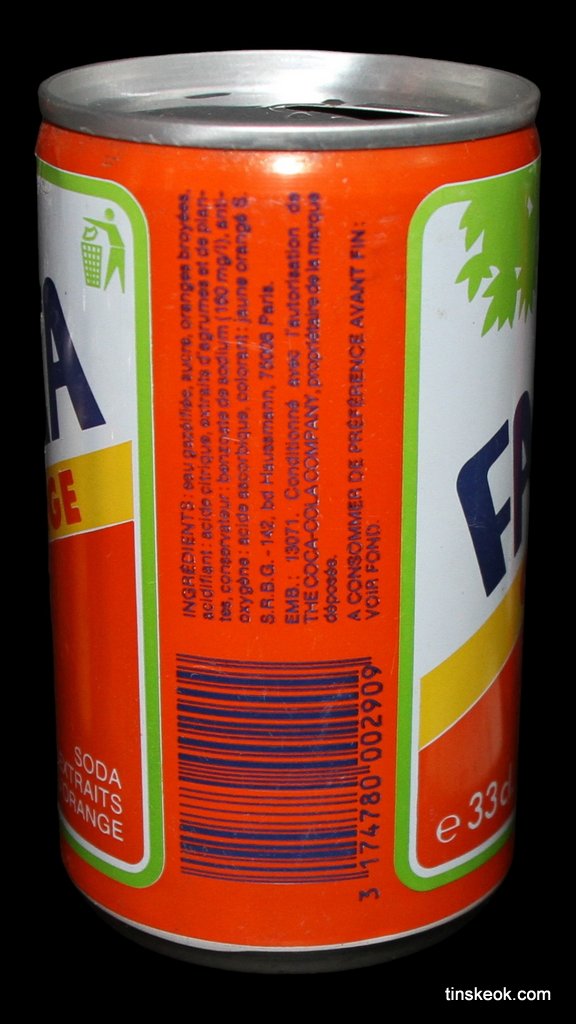 A
GE
SODA
EXTRAITS
ORANGE
INGRÉDIENTS : eau gazéifiée, sucre, oranges broyées,
acidifiant : acide citrique, extraits d'agrumes et de plan-
tes, conservateur : benzoate de sodium (160 mg/l), anti-
oxygène : acide ascorbique, colorant : jaune orangé S.
S.R.B.G. - 142, bd Haussmann, 75008 Paris.
EMB. : 13071. Conditionné avec l'autorisation de
THE COCA-COLA COMPANY, propriétaire de la marque
déposée.
A CONSOMMER DE PRÉFÉRENCE AVANT FIN :
VOIR FOND.
3 174780 002909
FA
e 33c
tinskeok.com